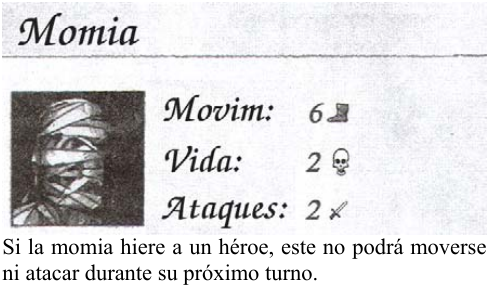 Momia
Movim: 6
Vida: 2
Ataques: 2
Si la momia hiere a un héroe, este no podrá moverse
ni atacar durante su próximo turno.